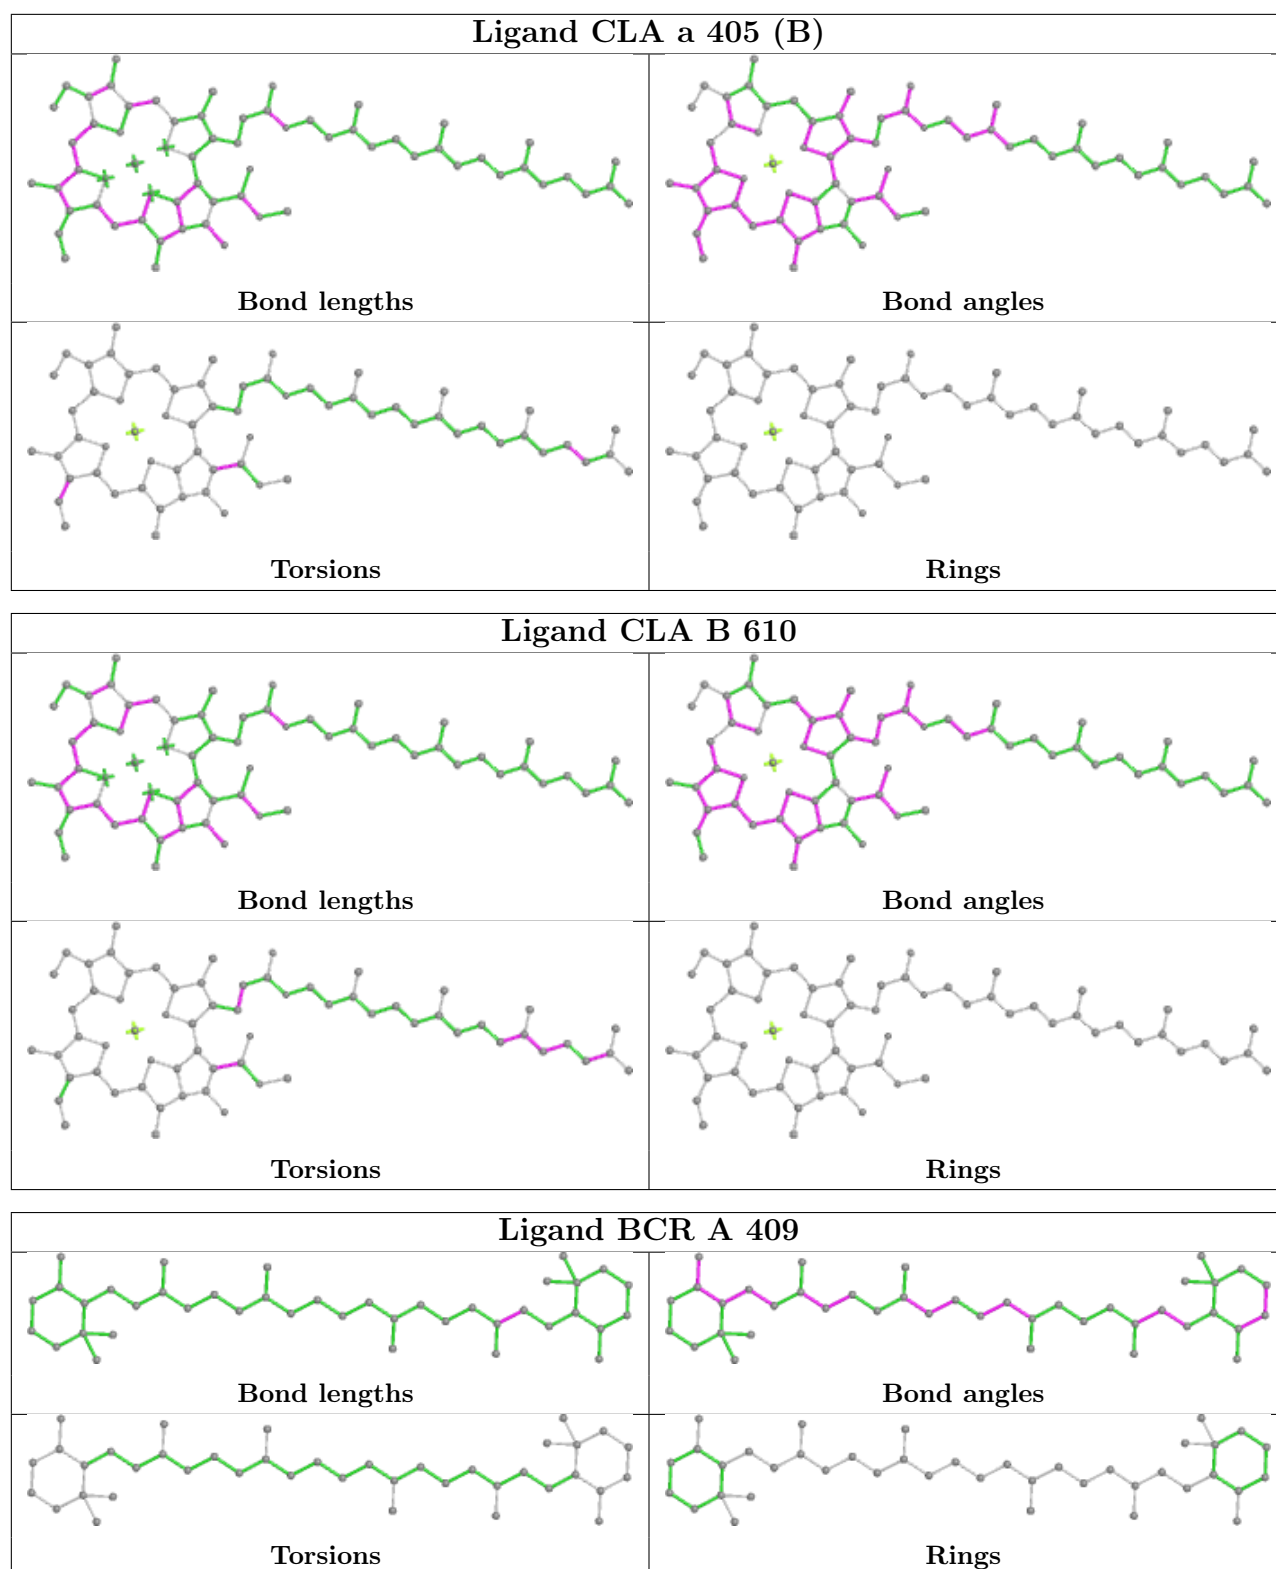 Ligand CLA a 405 (B)
Bond lengths
Bond angles
Torsions
Rings
Ligand CLA B 610
Bond lengths
Bond angles
Torsions
Rings
Ligand BCR A 409
Bond lengths
Bond angles
Torsions
Rings